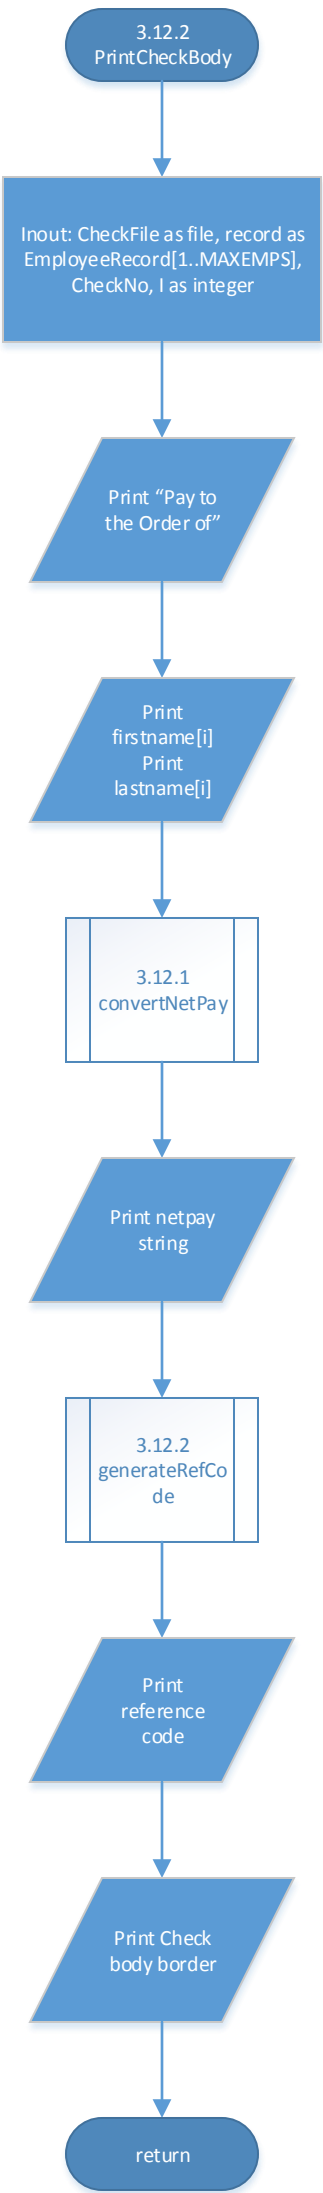 3.12.2
PrintCheckBody
Inout: CheckFile as file, record as
EmployeeRecord[1..MAXEMPS],
CheckNo, I as integer
Print “Pay to
the Order of”
Print
firstname[i]
Print
lastname[i]
3.12.1
convertNetPay
Print netpay
string
3.12.2
generateRefCo
de
Print
reference
code
Print Check
body border
return